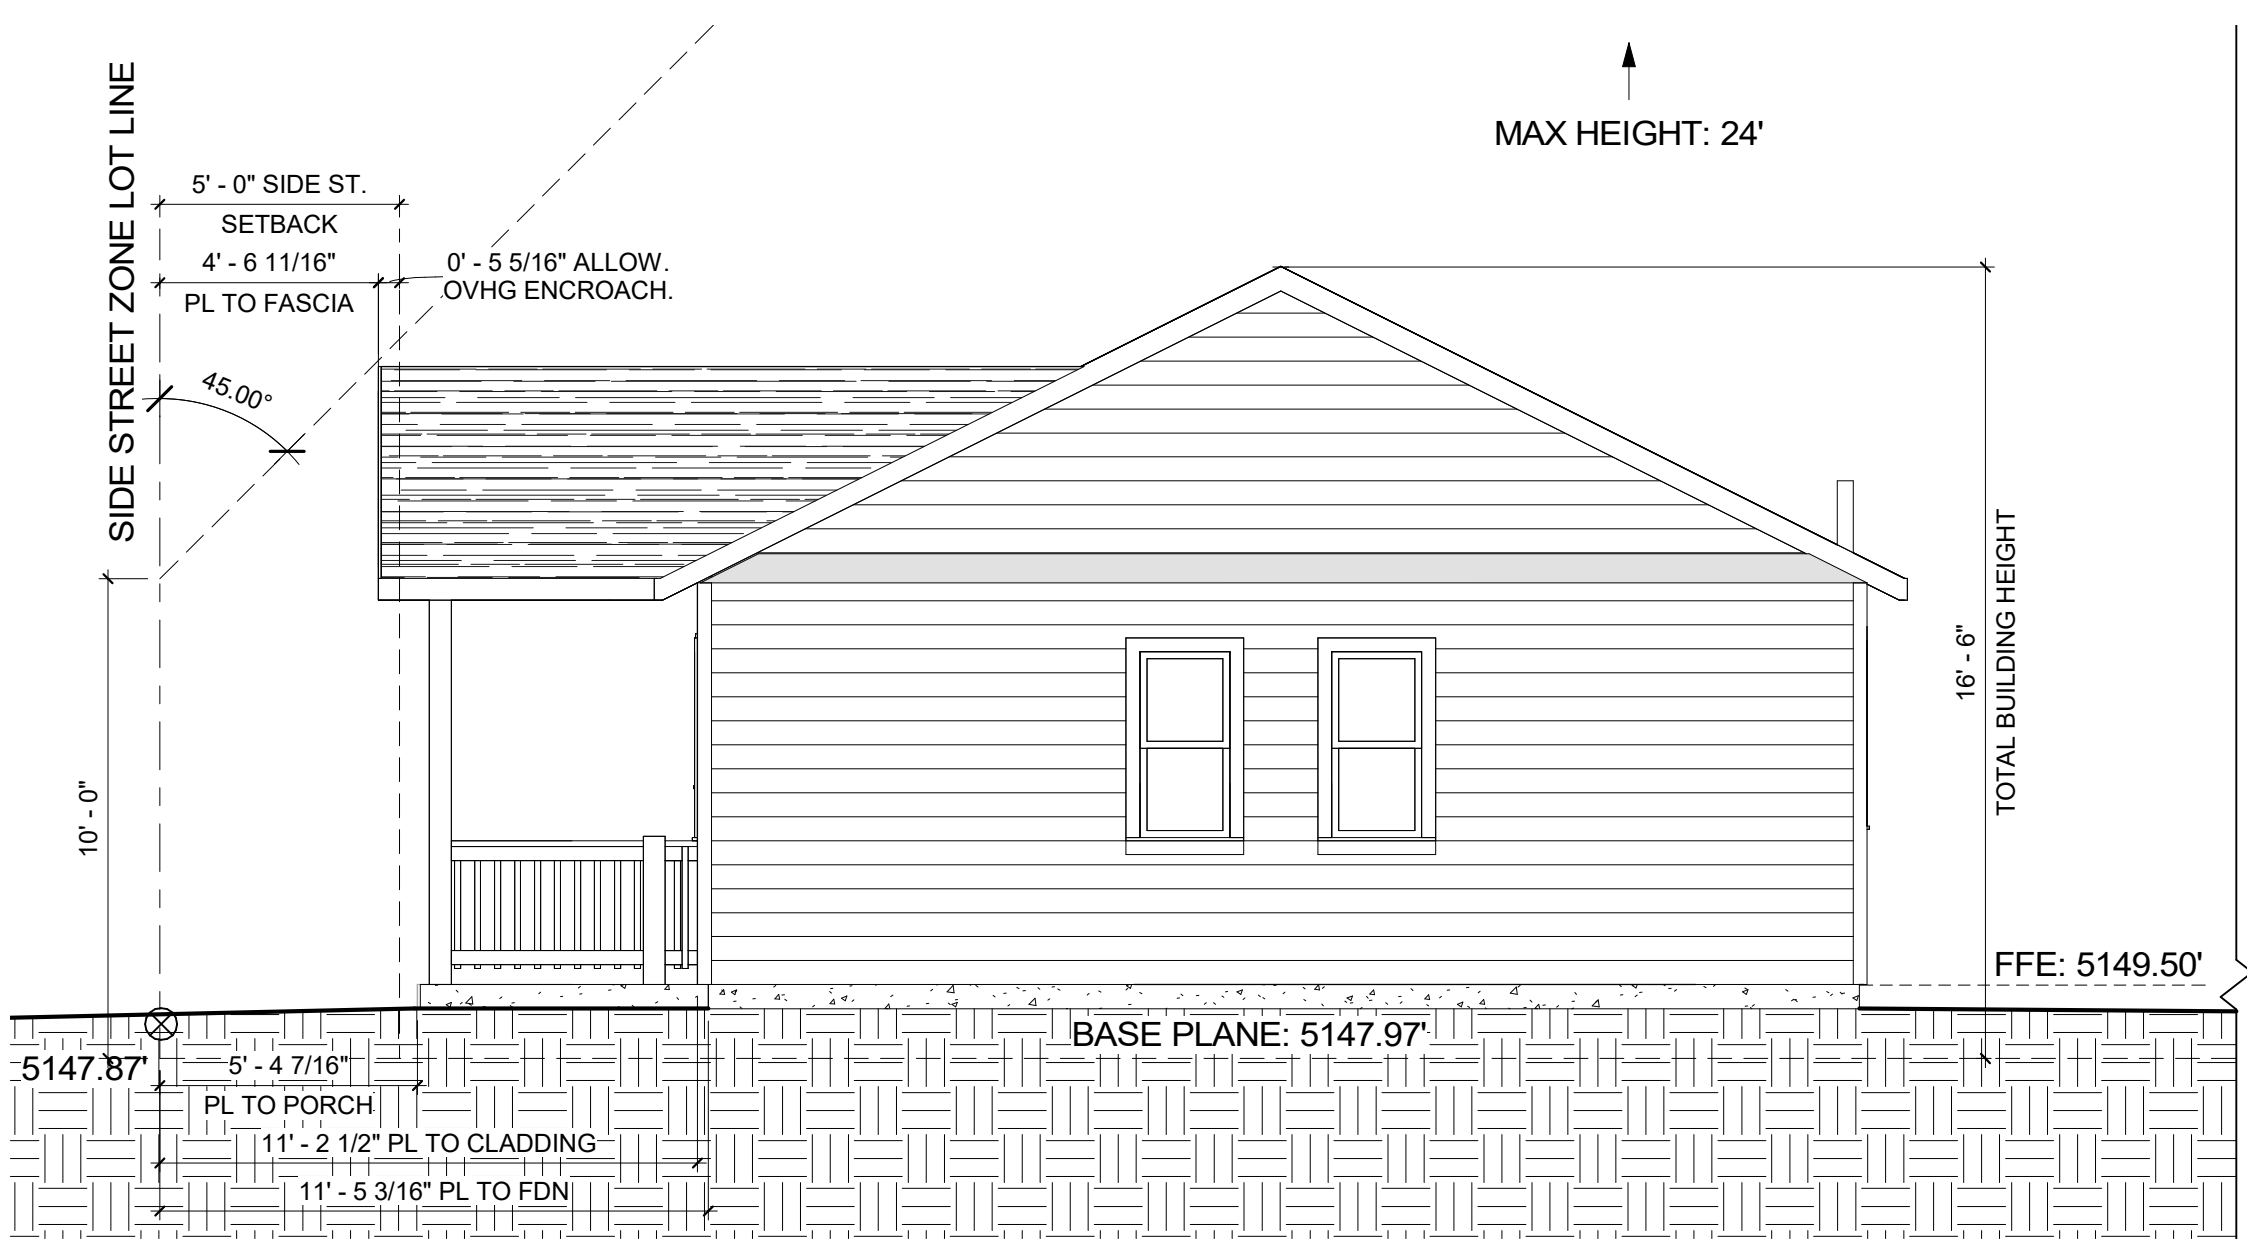 SIDE STREET ZONE LOT LINE
MAX HEIGHT: 24'
5' - 0" SIDE ST.
SETBACK
4' - 6 11/16"
PL TO FASCIA
0' - 5 5/16" ALLOW.
OVHG ENCROACH.
45.00°
10' - 0"
16' - 6"
TOTAL BUILDING HEIGHT
FFE: 5149.50'
BASE PLANE: 5147.97'
5147.87'
5' - 4 7/16"
PL TO PORCH
11' - 2 1/2" PL TO CLADDING
11' - 5 3/16" PL TO FDN